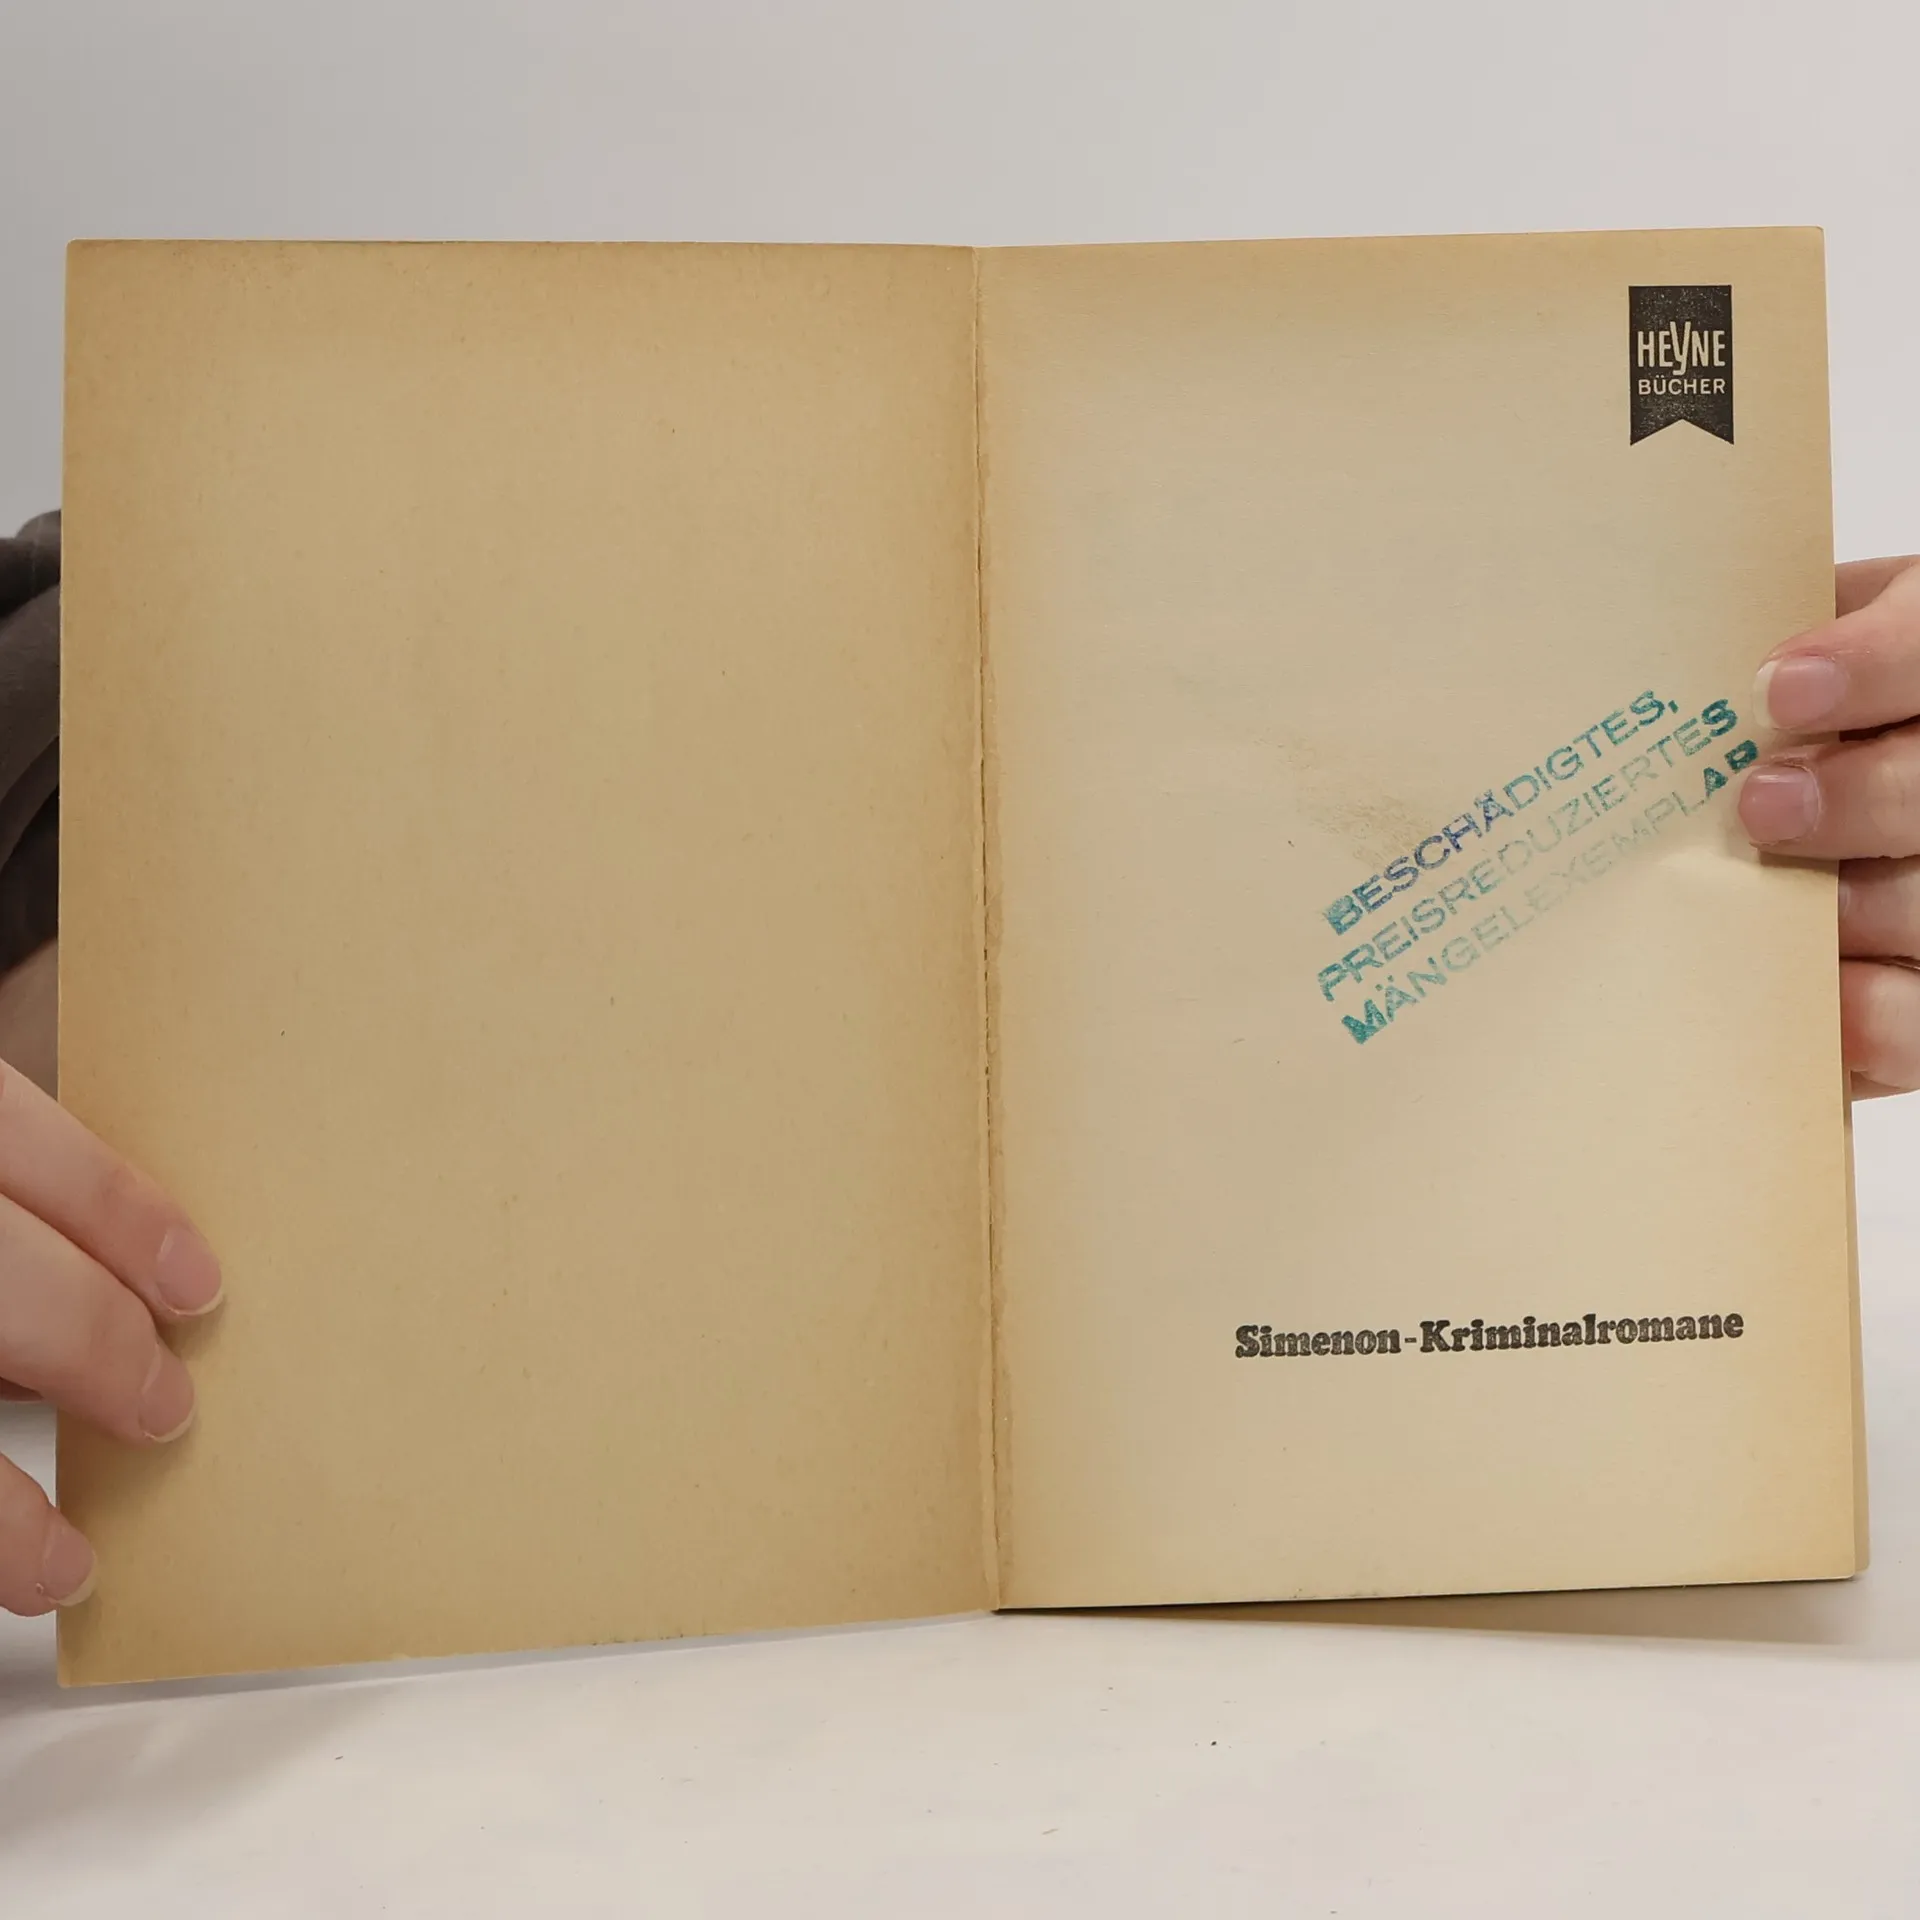 HEYNE
BÜCHER
BESCHÄDIGTES,
PREISREDUZIERTES
MÄNGELEXEMPLAR
Simenon-Kriminalromane